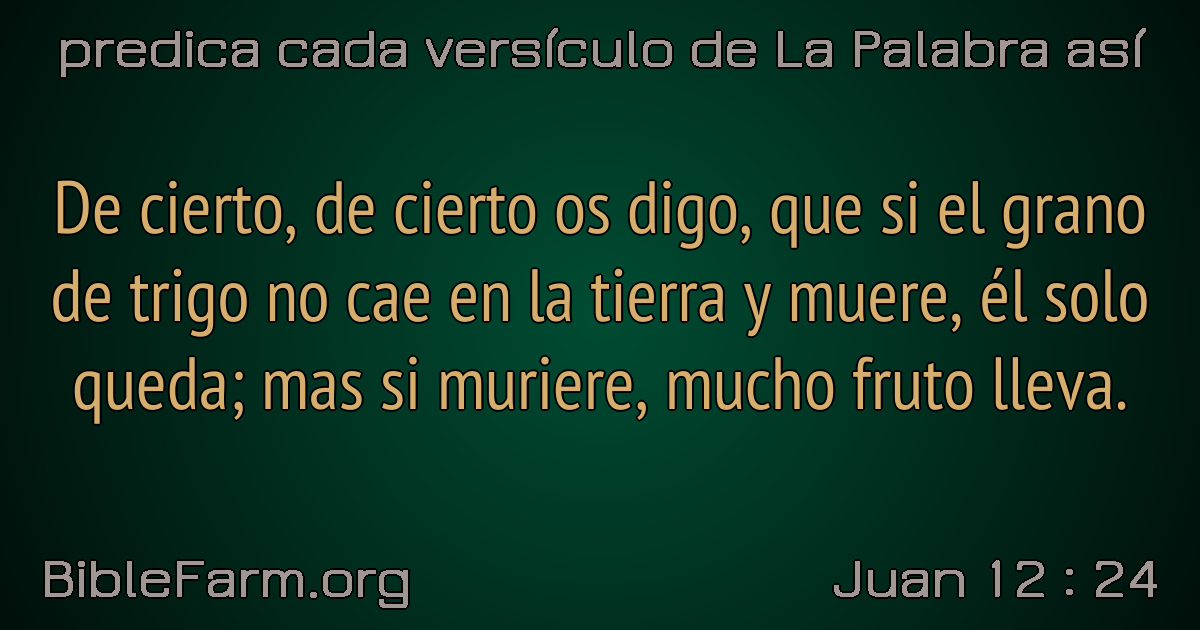 predica cada versículo de La Palabra así
De cierto, de cierto os digo, que si el grano
de trigo no cae en la tierra y muere, él solo
queda; mas si muriere, mucho fruto lleva.
BibleFarm.org
Juan 12 : 24